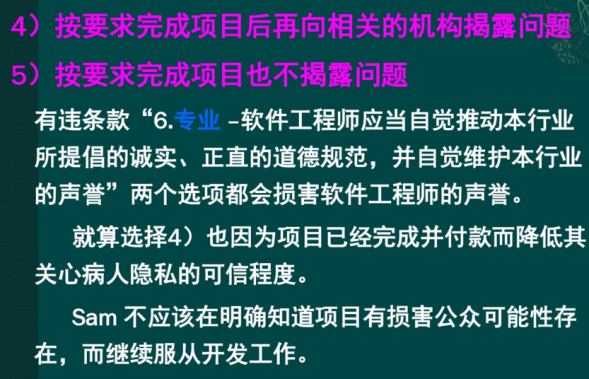 4）按要求完成项目后再向相关的机构揭露问题
5）按要求完成项目也不揭露问题
有违条款“6.专业 –软件工程师应当自觉推动本行业
所提倡的诚实、正直的道德规范，并自觉维护本行业
的声誉”两个选项都会损害软件工程师的声誉。
就算选择4）也因为项目已经完成并付款而降低其
关心病人隐私的可信程度。
Sam 不应该在明确知道项目有损害公众可能性存
在，而继续服从开发工作。